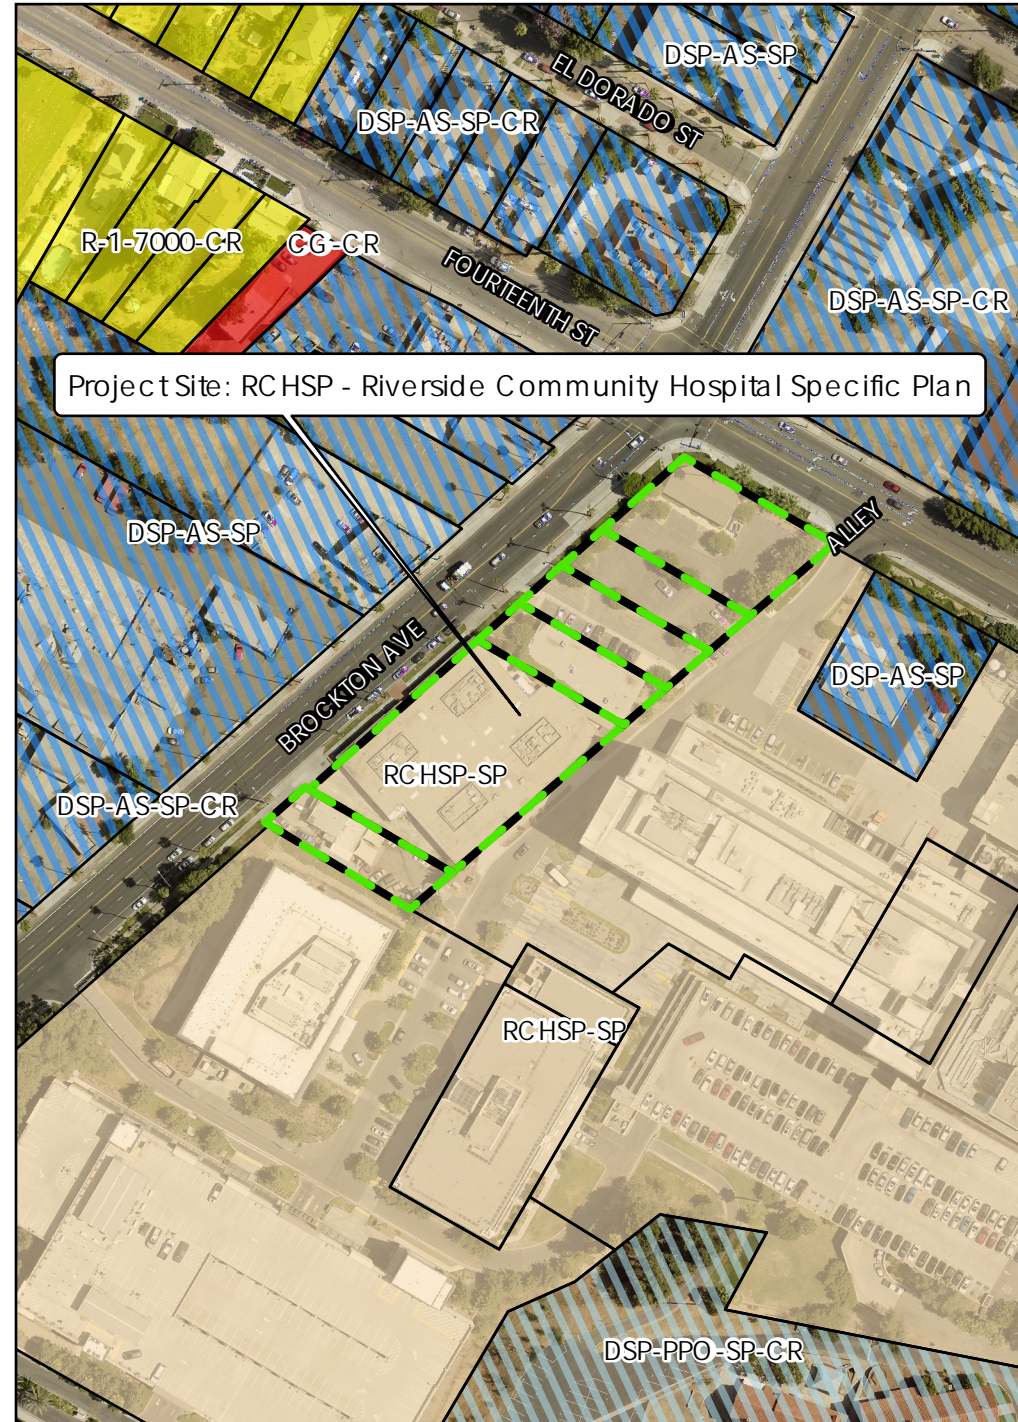 DSP-AS-SP
EL DORADO ST
DSP-AS-SP-CR
R-1-7000-CR
CG-CR
FOURTEENTH ST
DSP-AS-SP-CR
Project Site: RCHSP - Riverside Community Hospital Specific Plan
DSP-AS-SP
ALLEY
BROCKTON AVE
DSP-AS-SP
RCHSP-SP
DSP-AS-SP-CR
RCHSP-SP
DSP-PPO-SP-CR